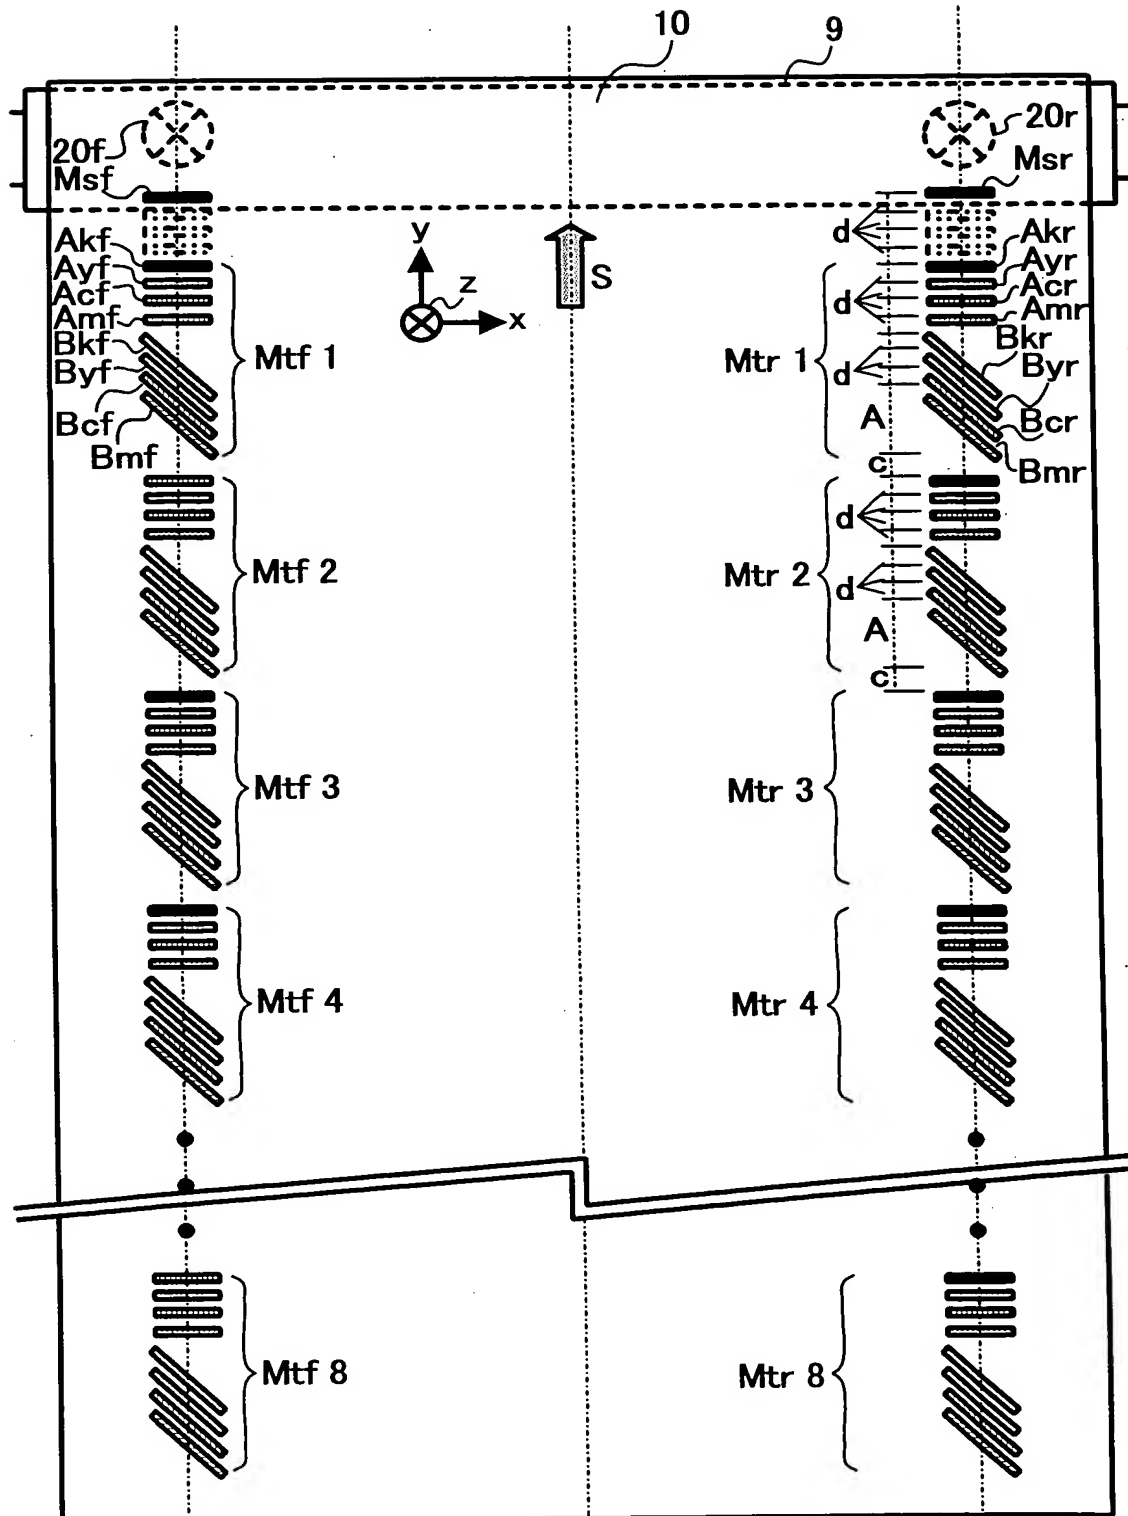 10 9
20f 20r
Msf Msr
Akf y d Akr
Ayf Ayr
Acf z S Acr
Amf x d Amr
Bkf Bkr
Byf Mtf 1 Mtr 1 d Byr
Bcf A Bcr
Bmf c Bmr
d
Mtf 2 Mtr 2 d
A
c
Mtf 3 Mtr 3
Mtf 4 Mtr 4
Mtf 8 Mtr 8